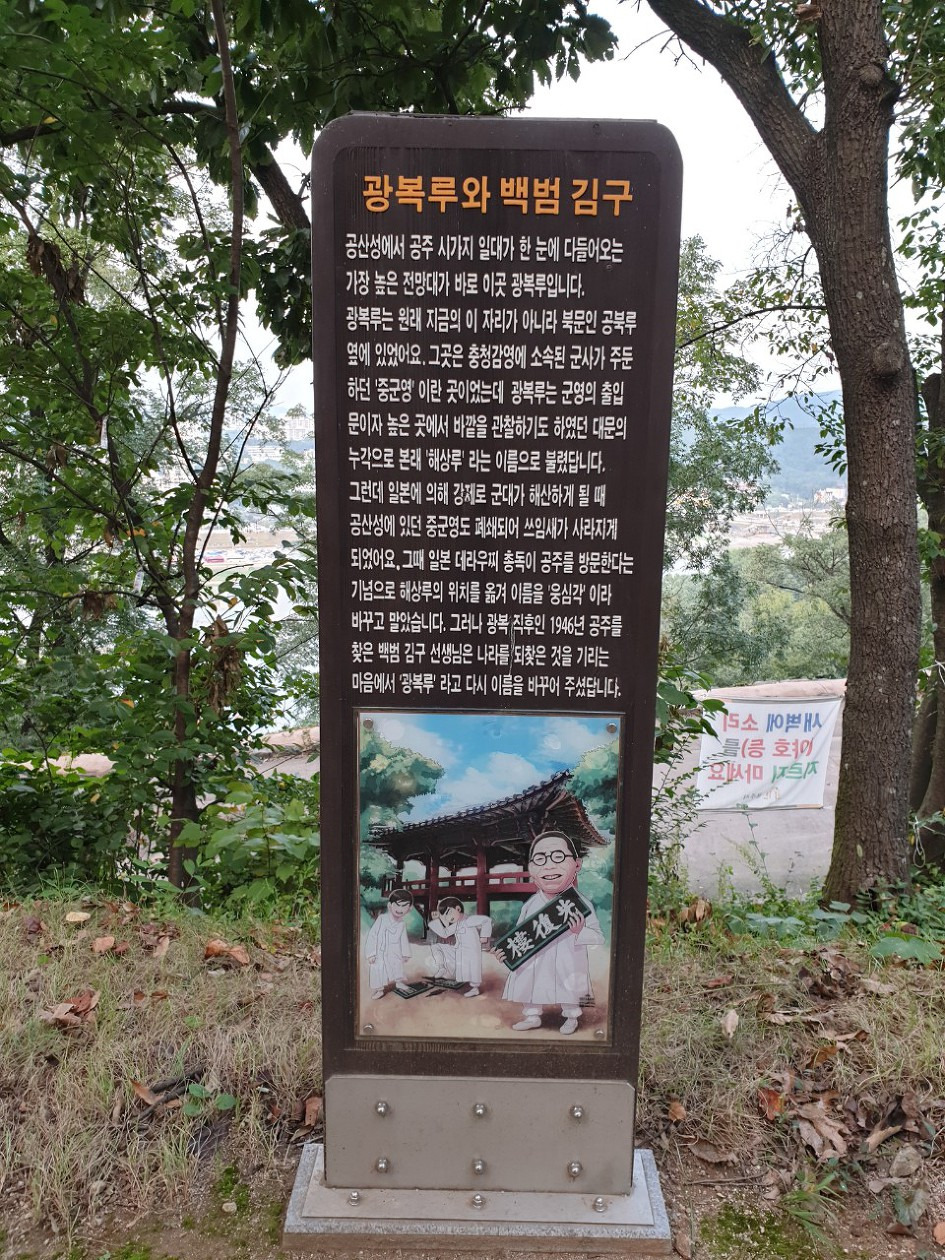 광복루와 백범 김구
공산성에서 공주 시가지 일대가 한 눈에 다들어오는
가장 높은 전망대가 바로 이곳 광복루입니다.
광복루는 원래 지금의 이 자리가 아니라 북문인 공북루
옆에 있었어요. 그곳은 충청감영에 소속된 군사가 주둔
하던 '중군영' 이란 곳이었는데 광복루는 군영의 출입
문이자 높은 곳에서 바깥을 관찰하기도 하였던 대문의
누각으로 본래 '해상루' 라는 이름으로 불렸답니다.
그런데 일본에 의해 강제로 군대가 해산하게 될 때
공산성에 있던 중군영도 폐쇄되어 쓰임새가 사라지게
되었어요. 그때 일본 데라우찌 총독이 공주를 방문한다는
기념으로 해상루의 위치를 옮겨 이름을 '웅심각' 이라
바꾸고 말았습니다. 그러나 광복 직후인 1946년 공주를
찾은 백범 김구 선생님은 나라를 되찾은 것을 기리는
마음에서 '광복루' 라고 다시 이름을 바꾸어 주셨답니다.
樓復光
새벽에 소리
(야호 등)를
지르지 마세요